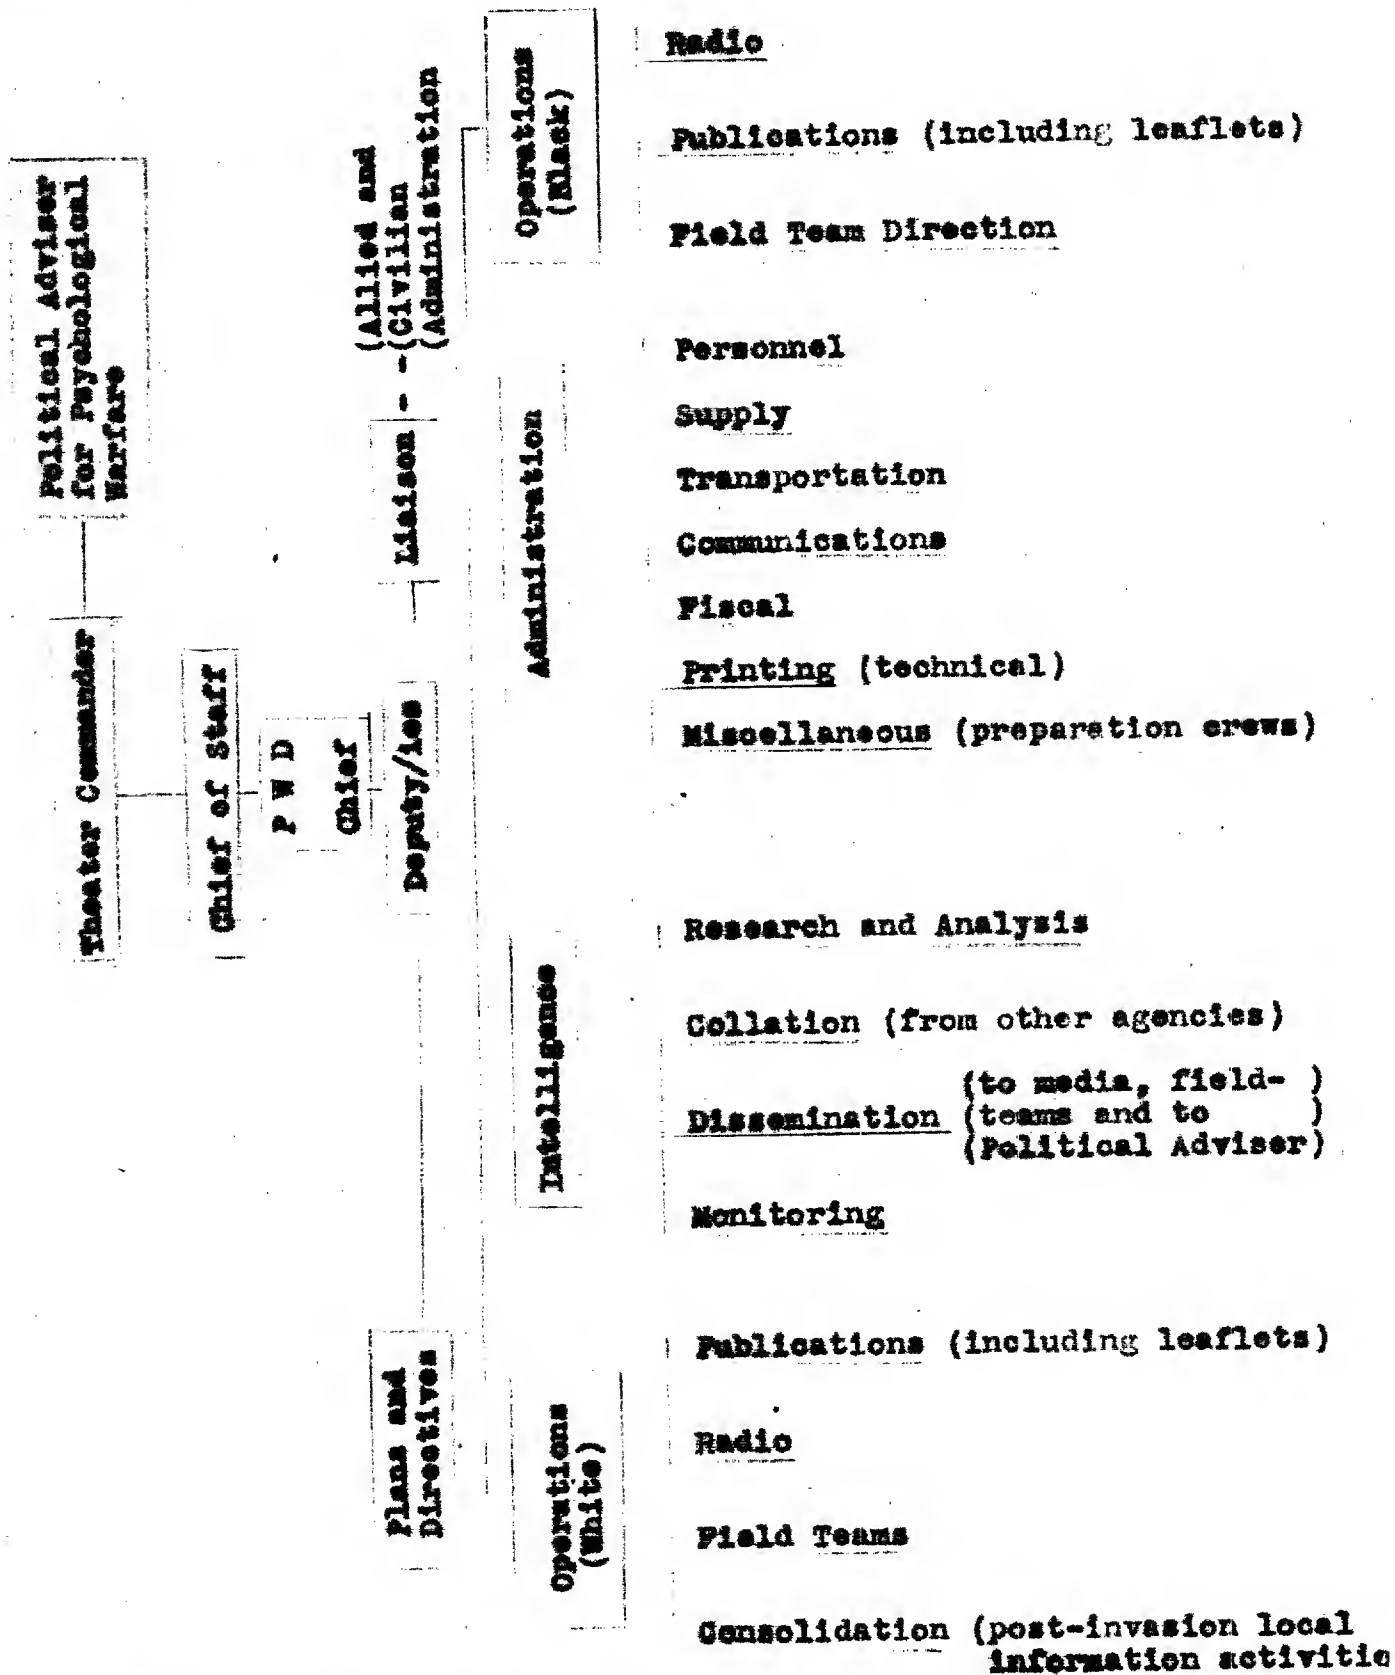 Political Adviser
for Psychological
Warfare
Theater Commander
Chief of Staff
P W D
Chief
Deputy/ies
Liaison - -
(Allied and
(Civilian
(Administration
Plans and
Directives
Operations
(White)
Intelligence
Administration
Operations
(Black)
Radio
Publications (including leaflets)
Field Team Direction
Personnel
Supply
Transportation
Communications
Fiscal
Printing (technical)
Miscellaneous (preparation crews)
Research and Analysis
Collation (from other agencies)
Dissemination
(to media, field- )
(teams and to )
(Political Adviser)
Monitoring
Publications (including leaflets)
Radio
Field Teams
Consolidation (post-invasion local
information activitie